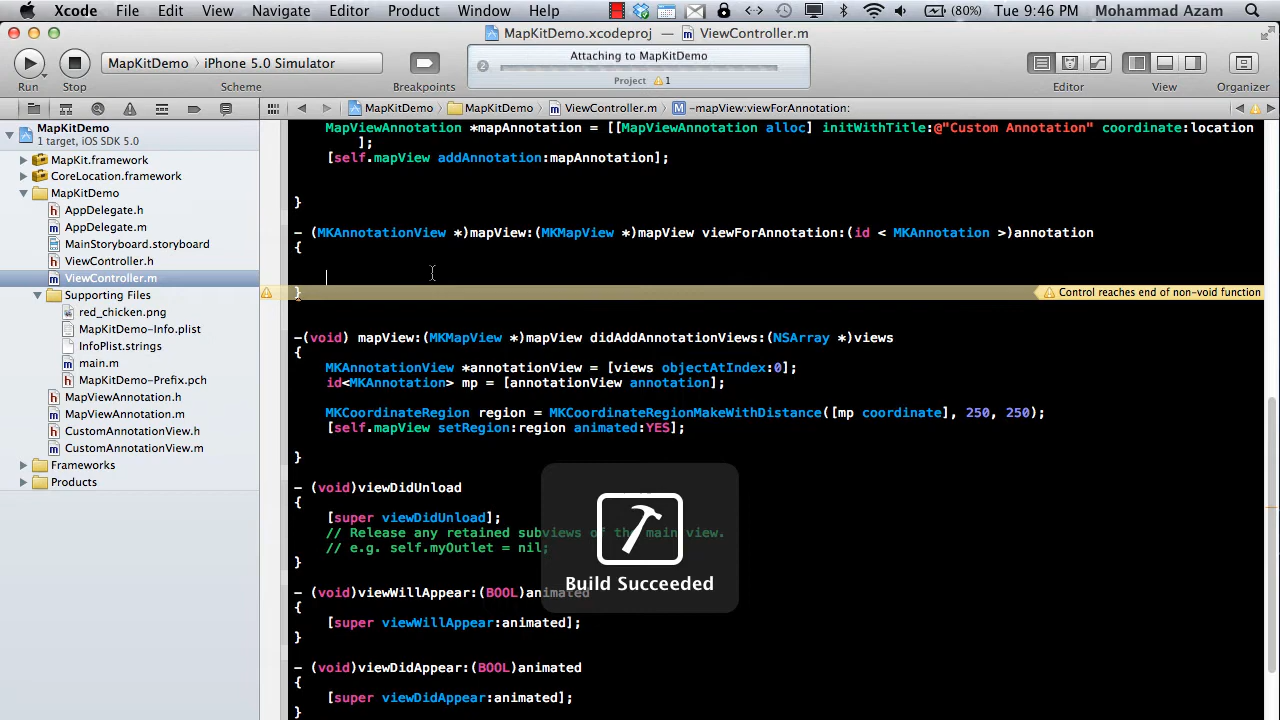 Xcode File Edit View Navigate Editor Product Window Help (80%) Tue 9:46 PM Mohammad Azam
MapKitDemo.xcodeproj — ViewController.m
MapKitDemo iPhone 5.0 Simulator
Attaching to MapKitDemo
2
Project 1
Run Stop Scheme Breakpoints Editor View Organizer
MapKitDemo MapKitDemo ViewController.m M -mapView:viewForAnnotation:
MapKitDemo
1 target, iOS SDK 5.0
MapKit.framework
CoreLocation.framework
MapKitDemo
h AppDelegate.h
m AppDelegate.m
MainStoryboard.storyboard
h ViewController.h
m ViewController.m
Supporting Files
red_chicken.png
MapKitDemo-Info.plist
InfoPlist.strings
m main.m
h MapKitDemo-Prefix.pch
h MapViewAnnotation.h
m MapViewAnnotation.m
h CustomAnnotationView.h
m CustomAnnotationView.m
Frameworks
Products
MapViewAnnotation *mapAnnotation = [[MapViewAnnotation alloc] initWithTitle:@"Custom Annotation" coordinate:location
];
[self.mapView addAnnotation:mapAnnotation];
}
- (MKAnnotationView *)mapView:(MKMapView *)mapView viewForAnnotation:(id < MKAnnotation >)annotation
{
} Control reaches end of non-void function
-(void) mapView:(MKMapView *)mapView didAddAnnotationViews:(NSArray *)views
{
MKAnnotationView *annotationView = [views objectAtIndex:0];
id<MKAnnotation> mp = [annotationView annotation];
MKCoordinateRegion region = MKCoordinateRegionMakeWithDistance([mp coordinate], 250, 250);
[self.mapView setRegion:region animated:YES];
}
- (void)viewDidUnload
{
[super viewDidUnload];
// Release any retained subviews of the main view.
// e.g. self.myOutlet = nil;
}
- (void)viewWillAppear:(BOOL)animated
{
[super viewWillAppear:animated];
}
- (void)viewDidAppear:(BOOL)animated
{
[super viewDidAppear:animated];
}
Build Succeeded